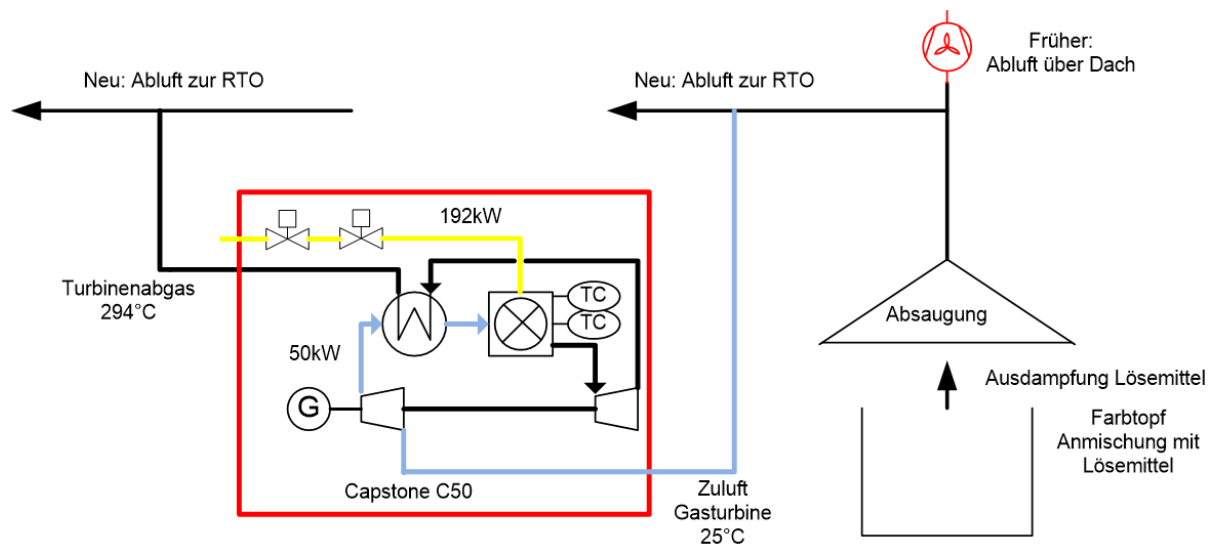 Früher:
Abluft über Dach
Neu: Abluft zur RTO
Neu: Abluft zur RTO
192kW
Turbinenabgas
294°C
TC
TC
50kW
G
Absaugung
Ausdampfung Lösemittel
Farbtopf
Anmischung mit
Lösemittel
Capstone C50
Zuluft
Gasturbine
25°C